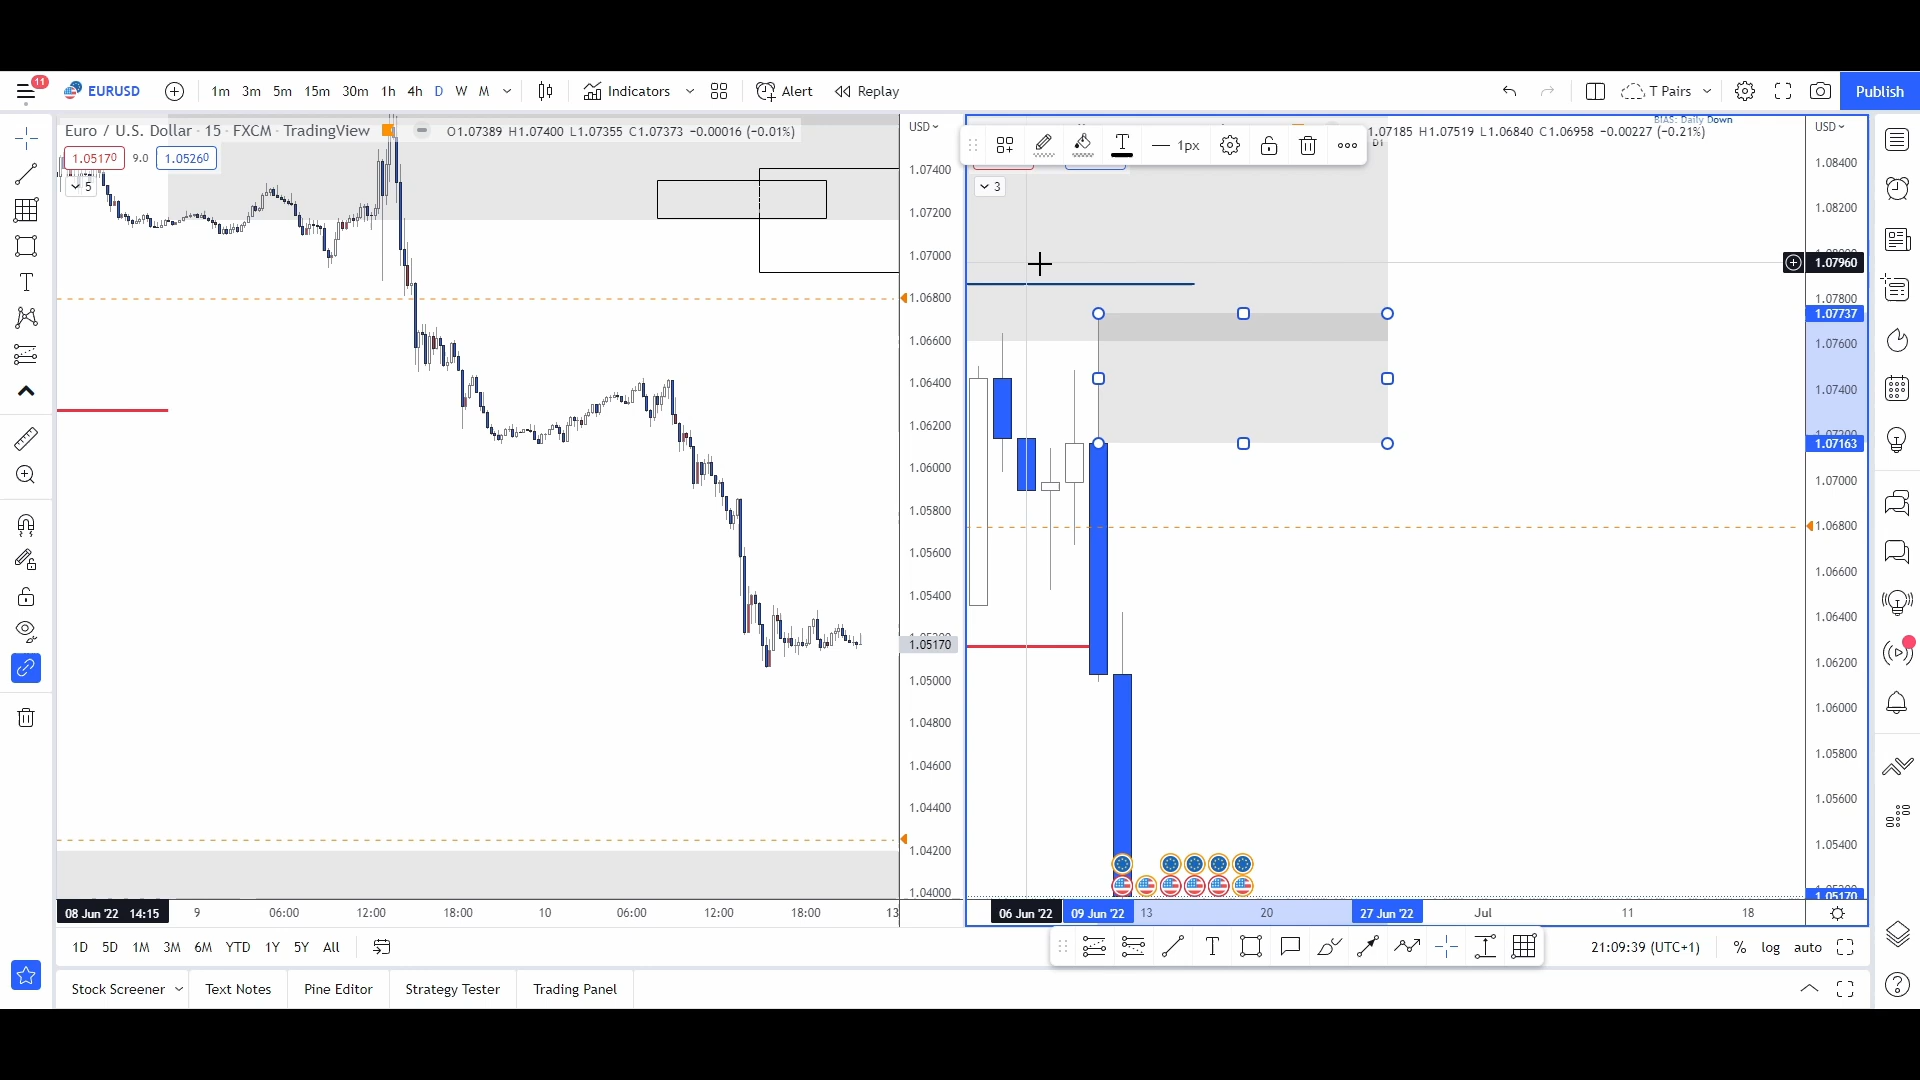 11
EURUSD
1m 3m 5m 15m 30m 1h 4h D W M
Indicators
Alert
Replay
T Pairs
Publish
Euro / U.S. Dollar · 15 · FXCM · TradingView
O1.07389 H1.07400 L1.07355 C1.07373 −0.00016 (−0.01%)
1.05170 9.0 1.05260
5
USD
1.07400
1.07200
1.07000
1.06800
1.06600
1.06400
1.06200
1.06000
1.05800
1.05600
1.05400
1.05170
1.05000
1.04800
1.04600
1.04400
1.04200
1.04000
08 Jun '22 14:15
9 06:00 12:00 18:00 10 06:00 12:00 18:00 13
BIAS: Daily Down
1.07185 H1.07519 L1.06840 C1.06958 −0.00227 (−0.21%)
D1
1px
3
USD
1.08400
1.08200
1.07960
1.07800
1.07737
1.07600
1.07400
1.07163
1.07000
1.06800
1.06600
1.06400
1.06200
1.06000
1.05800
1.05600
1.05400
1.05170
06 Jun '22 09 Jun '22 13 20 27 Jun '22 Jul 11 18
1D 5D 1M 3M 6M YTD 1Y 5Y All
21:09:39 (UTC+1) % log auto
Stock Screener Text Notes Pine Editor Strategy Tester Trading Panel